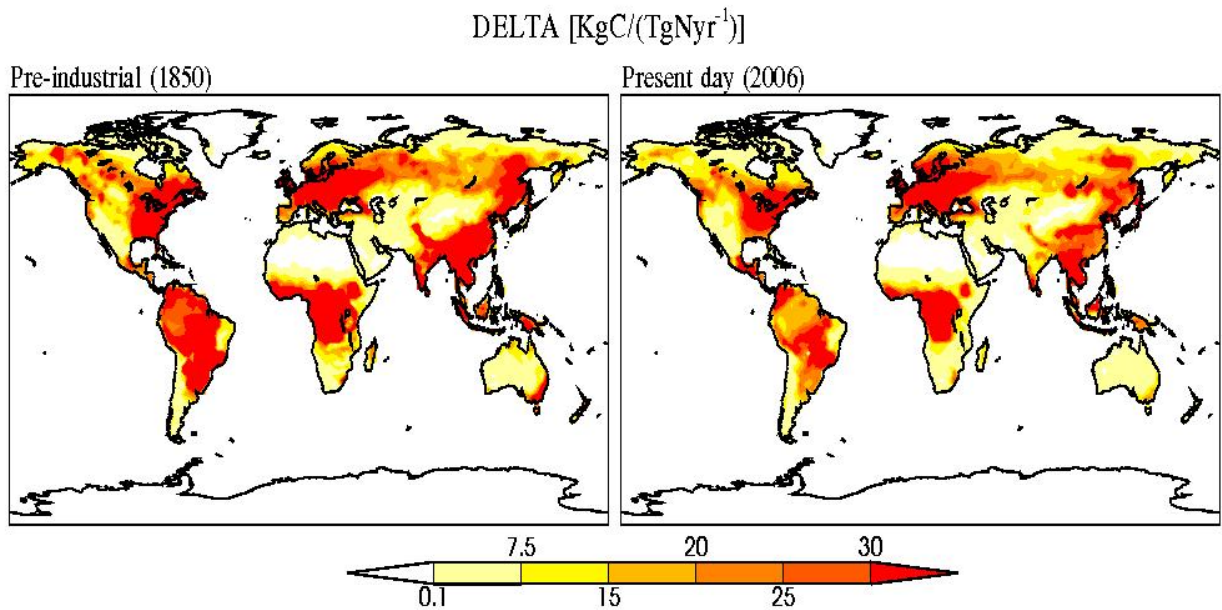 DELTA [KgC/(TgNyr⁻¹)]
Pre-industrial (1850)
Present day (2006)
7.5 20 30
0.1 15 25